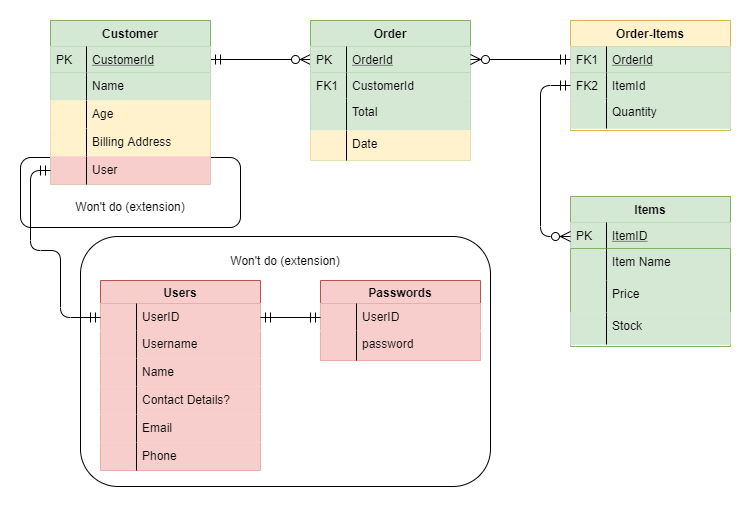 Customer
PK CustomerId
Name
Age
Billing Address
User
Won't do (extension)
Order
PK OrderId
FK1 CustomerId
Total
Date
Order-Items
FK1 OrderId
FK2 ItemId
Quantity
Items
PK ItemID
Item Name
Price
Stock
Won't do (extension)
Users
UserID
Username
Name
Contact Details?
Email
Phone
Passwords
UserID
password